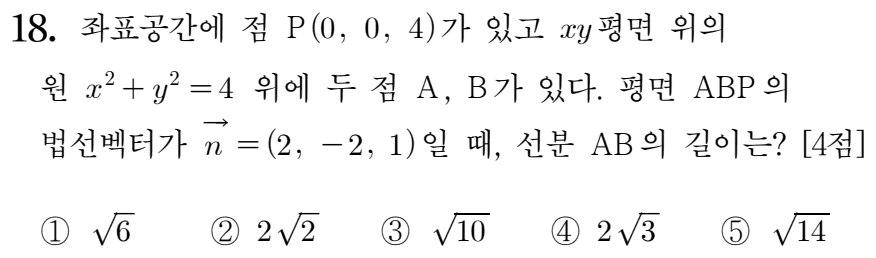 18. 좌표공간에 점 P(0, 0, 4)가 있고 xy평면 위의
원 x²+y²=4 위에 두 점 A, B가 있다. 평면 ABP의
법선벡터가 n⃗ =(2, −2, 1)일 때, 선분 AB의 길이는? [4점]
① √6 ② 2√2 ③ √10 ④ 2√3 ⑤ √14